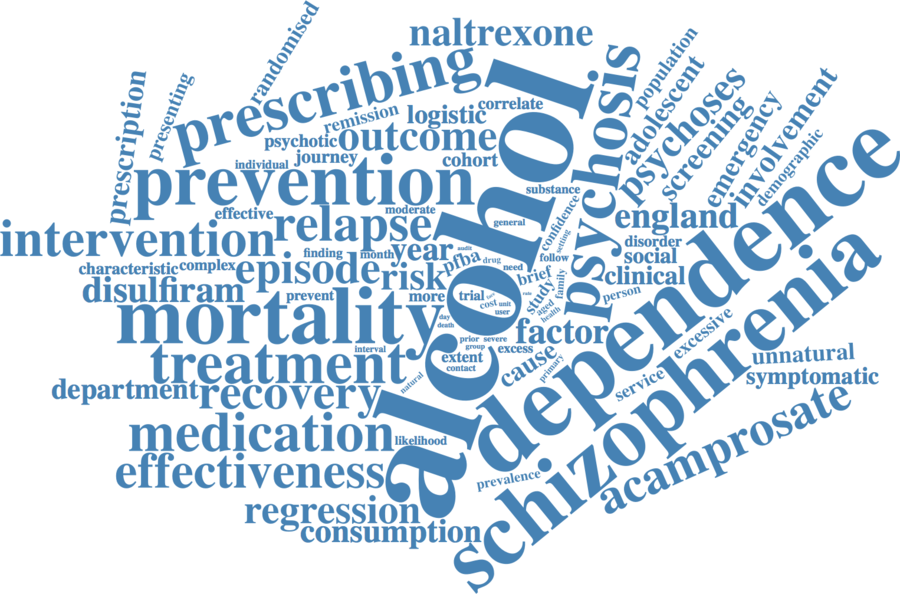 randomised
naltrexone
population
prescribing
prescription
presenting
remission
logistic
correlate
psychosis
adolescent
psychoses
screening
emergency
involvement
demographic
psychotic
outcome
journey
cohort
individual
prevention
alcohol
substance
effective
moderate
relapse
general
confidence
setting
england
dependence
intervention
finding
month
year
audit
disorder
social
characteristic
complex
episode
risk
pfba
drug
need
follow
brief
family
clinical
disulfiram
prevent
more
trial
cost
unit
user
study
aged
health
person
mortality
day
death
factor
prior
severe
group
excess
excessive
schizophrenia
interval
extent
contact
cause
primary
treatment
natural
service
unnatural
symptomatic
department
recovery
acamprosate
medication
likelihood
effectiveness
prevalence
regression
consumption